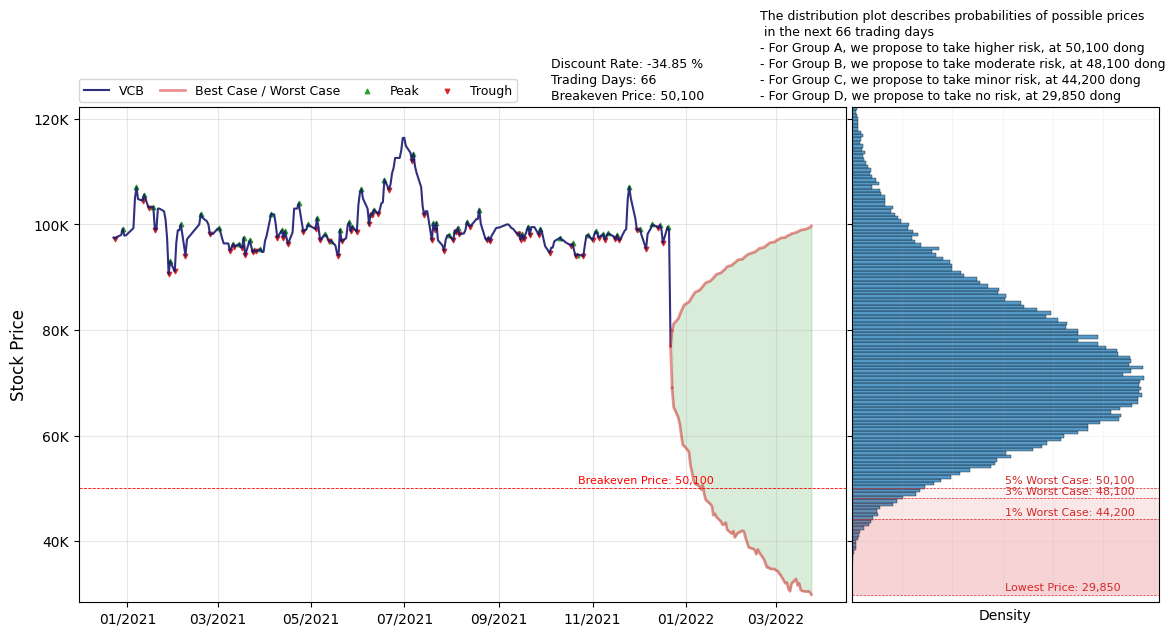 The distribution plot describes probabilities of possible prices
in the next 66 trading days
- For Group A, we propose to take higher risk, at 50,100 dong
- For Group B, we propose to take moderate risk, at 48,100 dong
- For Group C, we propose to take minor risk, at 44,200 dong
- For Group D, we propose to take no risk, at 29,850 dong
Discount Rate: -34.85 %
Trading Days: 66
Breakeven Price: 50,100
VCB
Best Case / Worst Case
Peak
Trough
Stock Price
120K
100K
80K
60K
40K
Breakeven Price: 50,100
01/2021
03/2021
05/2021
07/2021
09/2021
11/2021
01/2022
03/2022
5% Worst Case: 50,100
3% Worst Case: 48,100
1% Worst Case: 44,200
Lowest Price: 29,850
Density